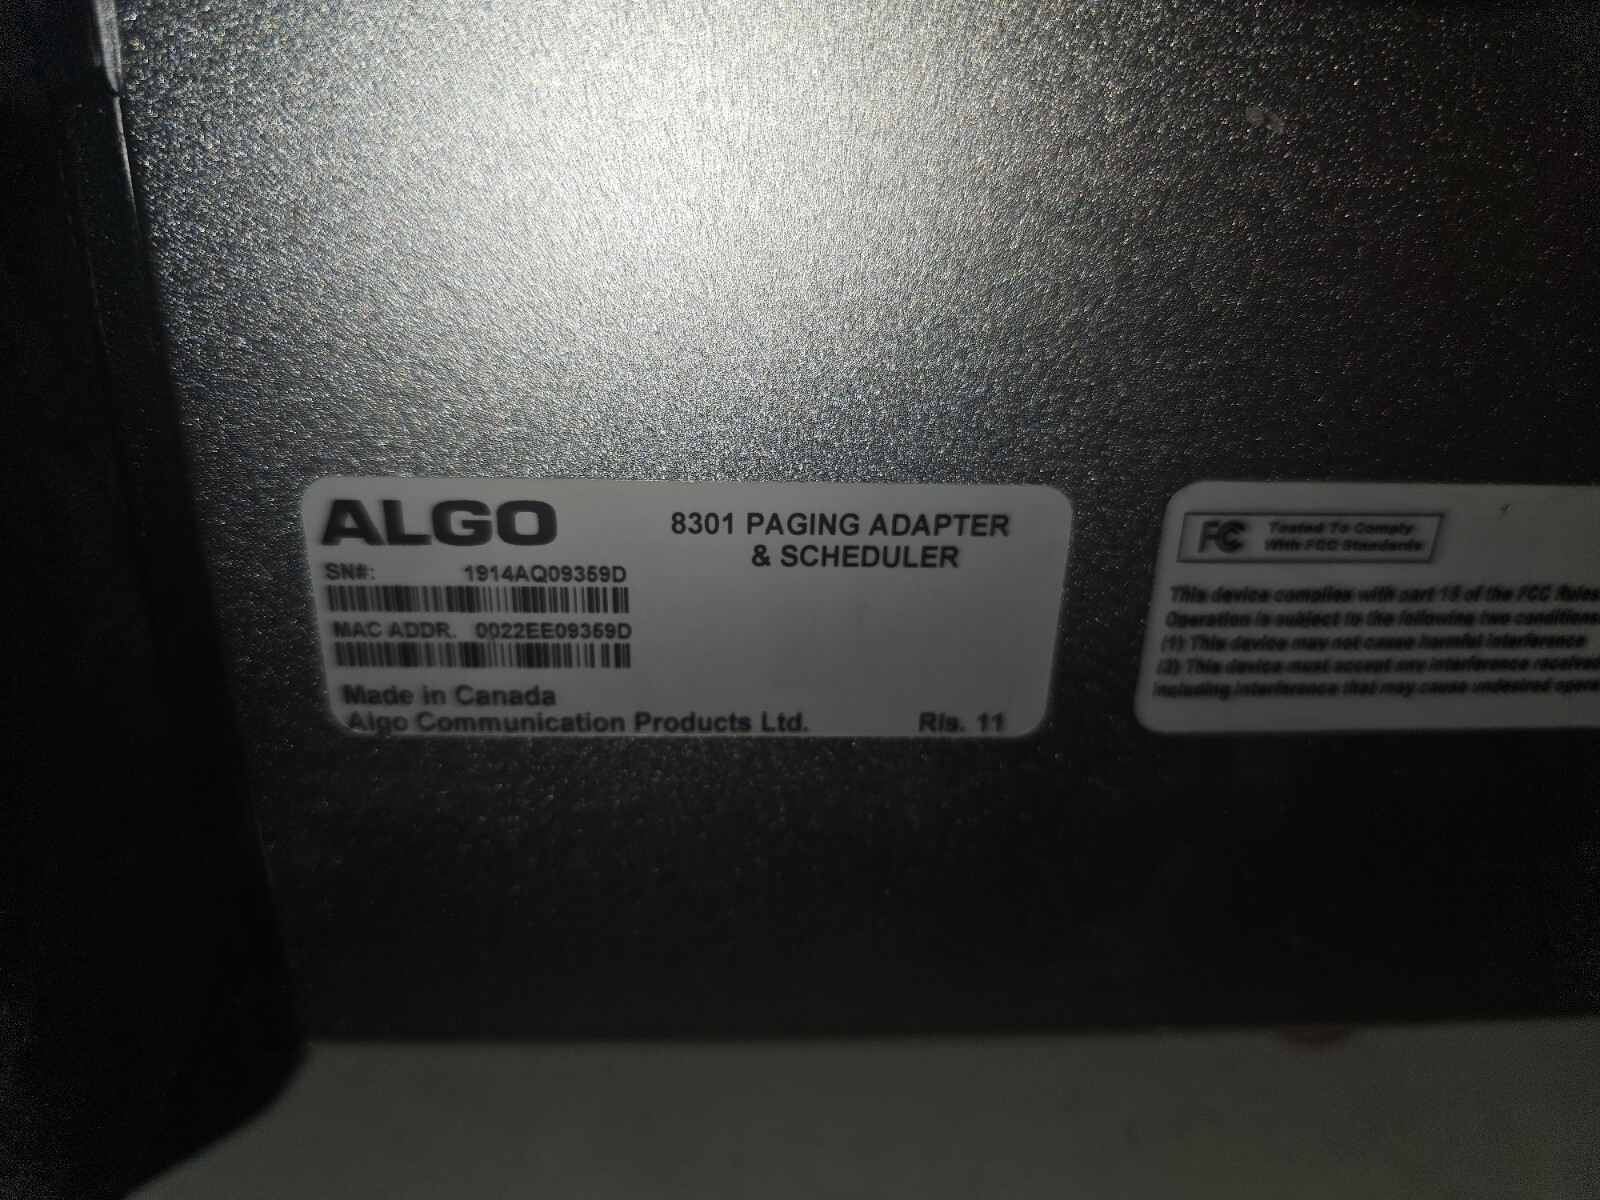 ALGO
8301 PAGING ADAPTER
& SCHEDULER
SN#: 1914AQ09359D
MAC ADDR. 0022EE09359D
Made in Canada
Algo Communication Products Ltd. Rls. 11
FC Tested To Comply
With FCC Standards
This device complies with part 15 of the FCC Rules
Operation is subject to the following two conditions
(1) This device may not cause harmful interference
(2) This device must accept any interference received
including interference that may cause undesired opera